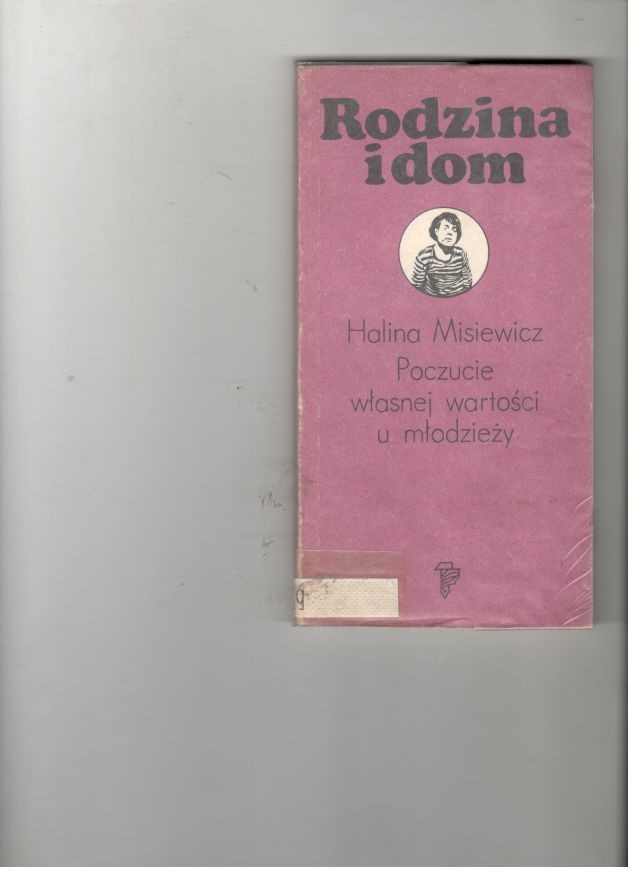 Rodzina
i dom
Halina Misiewicz
Poczucie
własnej wartości
u młodzieży
g